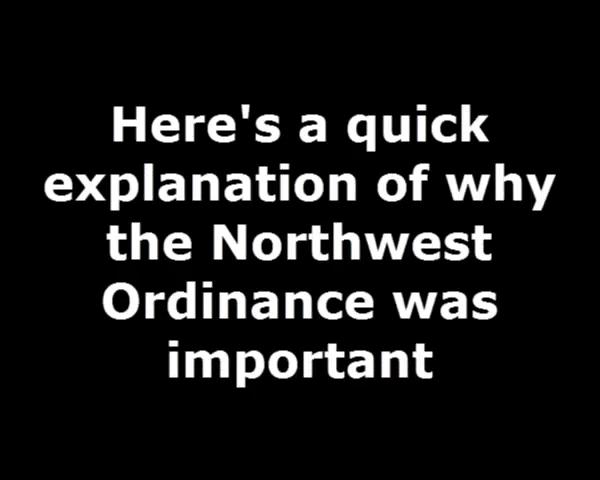 Here's a quick
explanation of why
the Northwest
Ordinance was
important